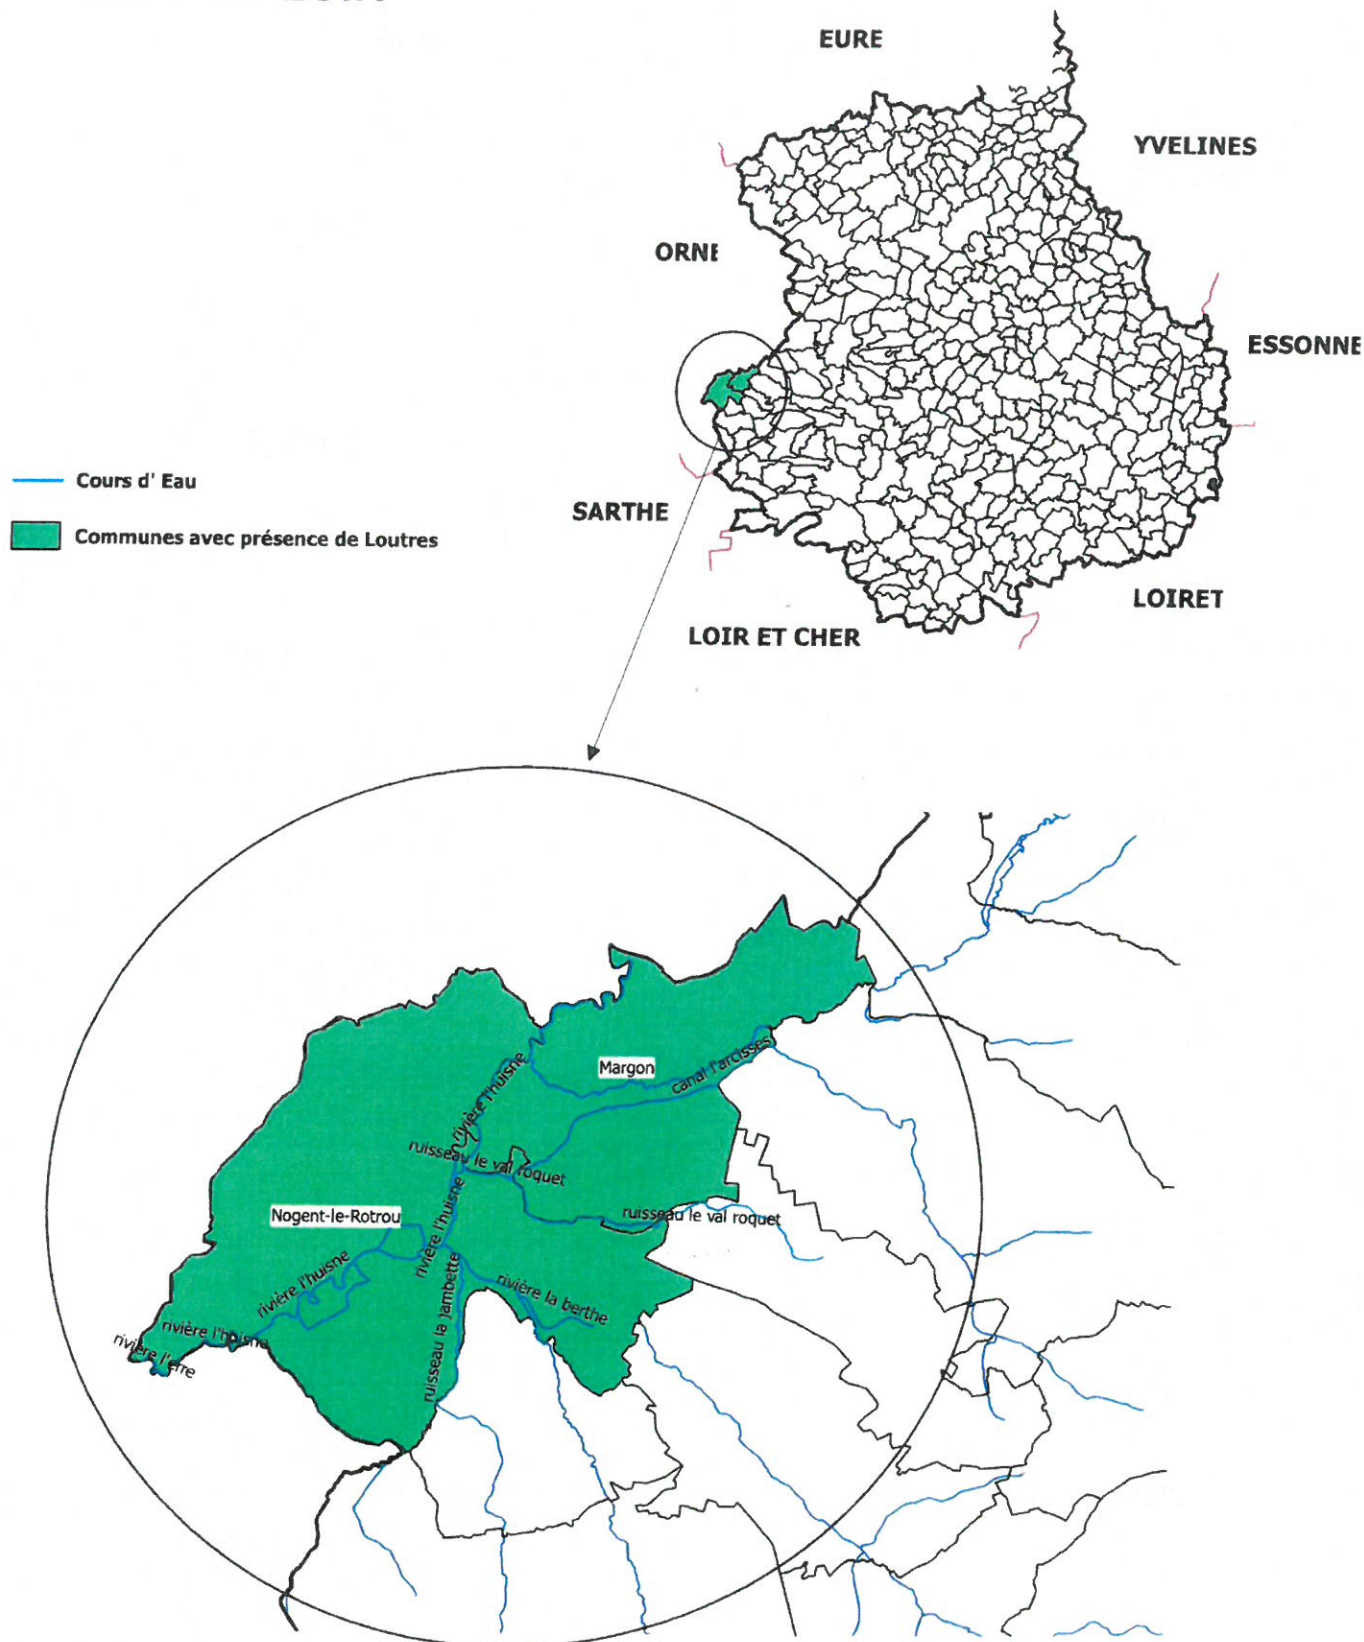 EURE
YVELINES
ORNE
ESSONNE
Cours d' Eau
SARTHE
Communes avec présence de Loutres
LOIRET
LOIR ET CHER
rivière l'huisne
Margon
canal l'arcisses
ruisseau le val roquet
Nogent-le-Rotrou
rivière l'huisne
ruisseau le val roquet
rivière l'huisne
ruisseau la jambette
rivière la berthe
rivière l'huisne
rivière l'erre